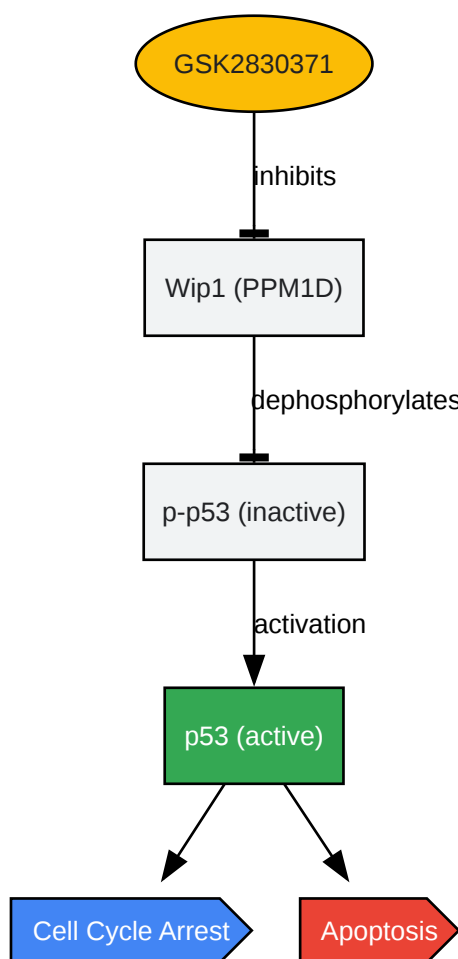 GSK2830371
inhibits
Wip1 (PPM1D)
dephosphorylates
p-p53 (inactive)
activation
p53 (active)
Cell Cycle Arrest
Apoptosis